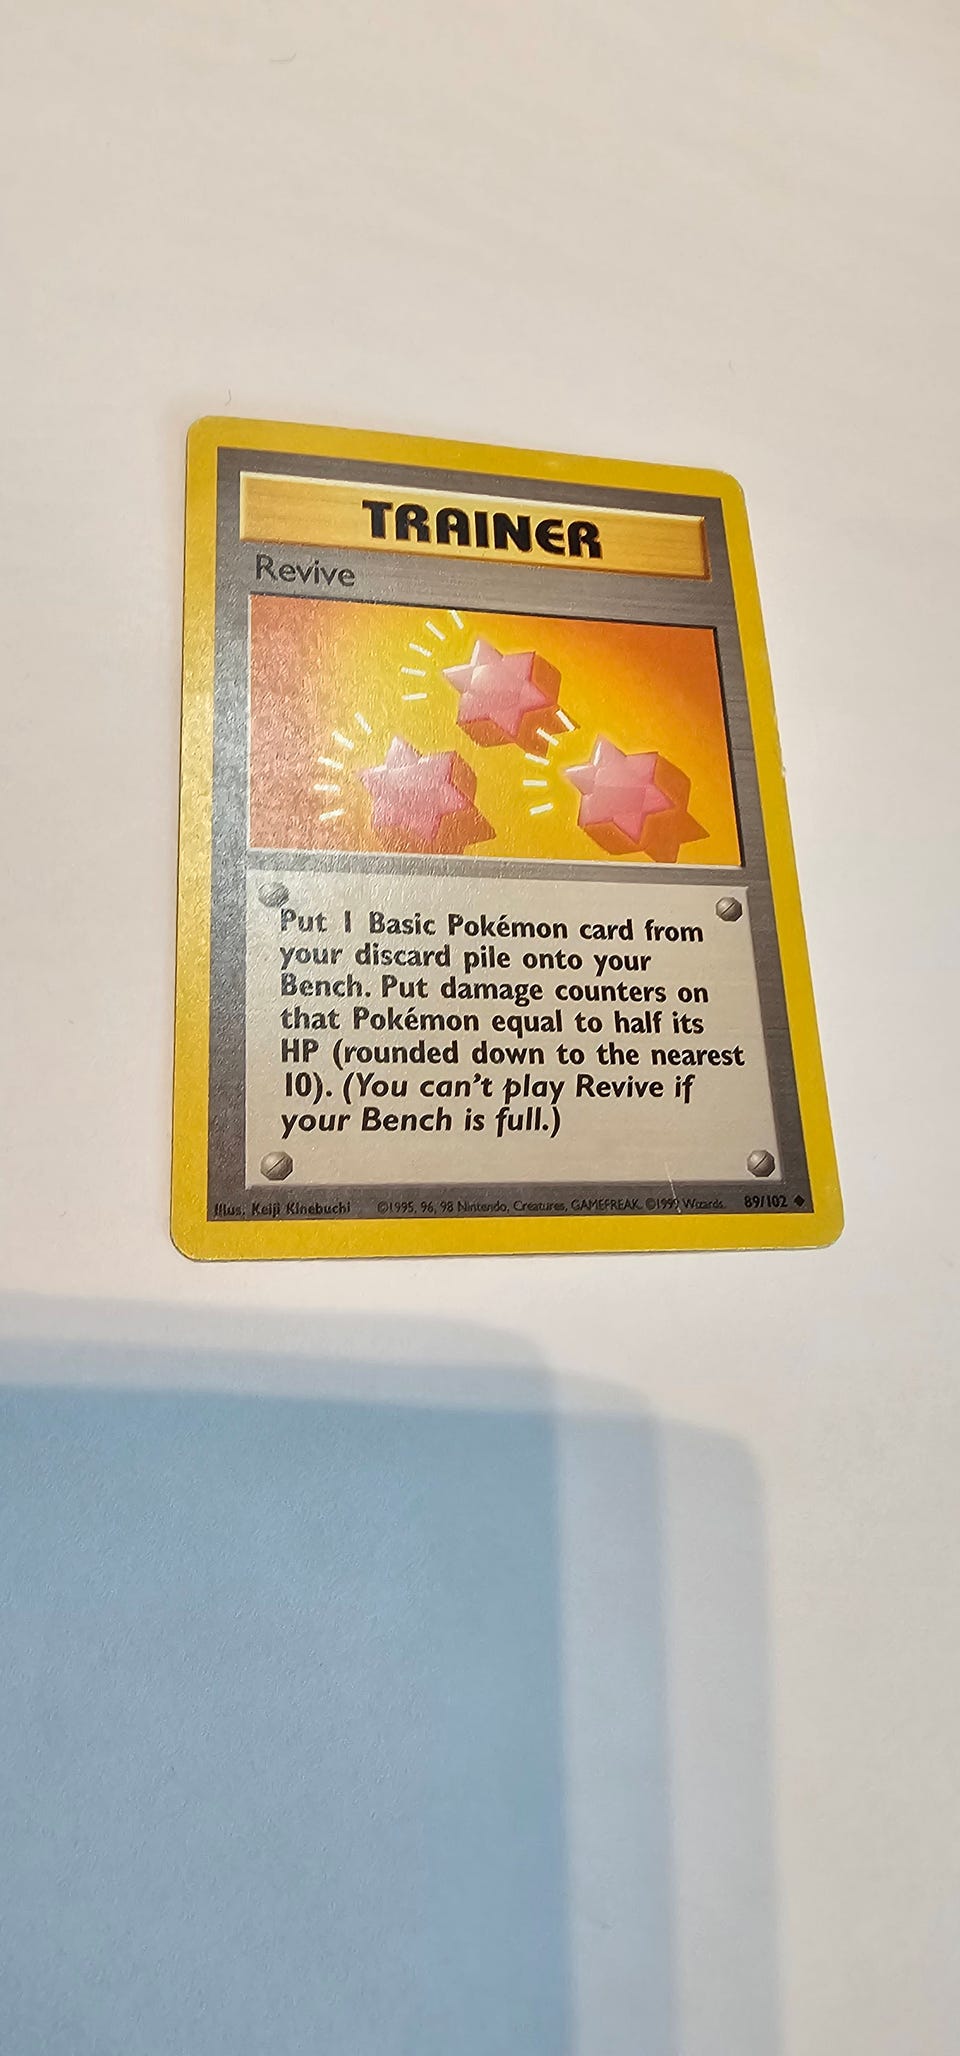 TRAINER
Revive
Put 1 Basic Pokémon card from
your discard pile onto your
Bench. Put damage counters on
that Pokémon equal to half its
HP (rounded down to the nearest
10). (You can't play Revive if
your Bench is full.)
Illus. Keiji Kinebuchi ©1995, 96, 98 Nintendo, Creatures, GAMEFREAK. ©1999 Wizards. 89/102 ◆